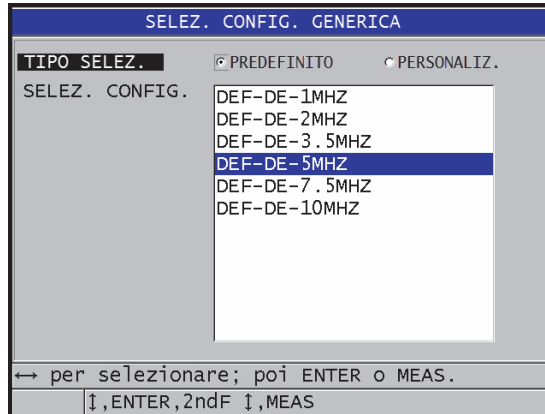 SELEZ. CONFIG. GENERICA
TIPO SELEZ. PREDEFINITO PERSONALIZ.
SELEZ. CONFIG.
DEF-DE-1MHZ
DEF-DE-2MHZ
DEF-DE-3.5MHZ
DEF-DE-5MHZ
DEF-DE-7.5MHZ
DEF-DE-10MHZ
↔ per selezionare; poi ENTER o MEAS.
↕,ENTER,2ndF ↕,MEAS